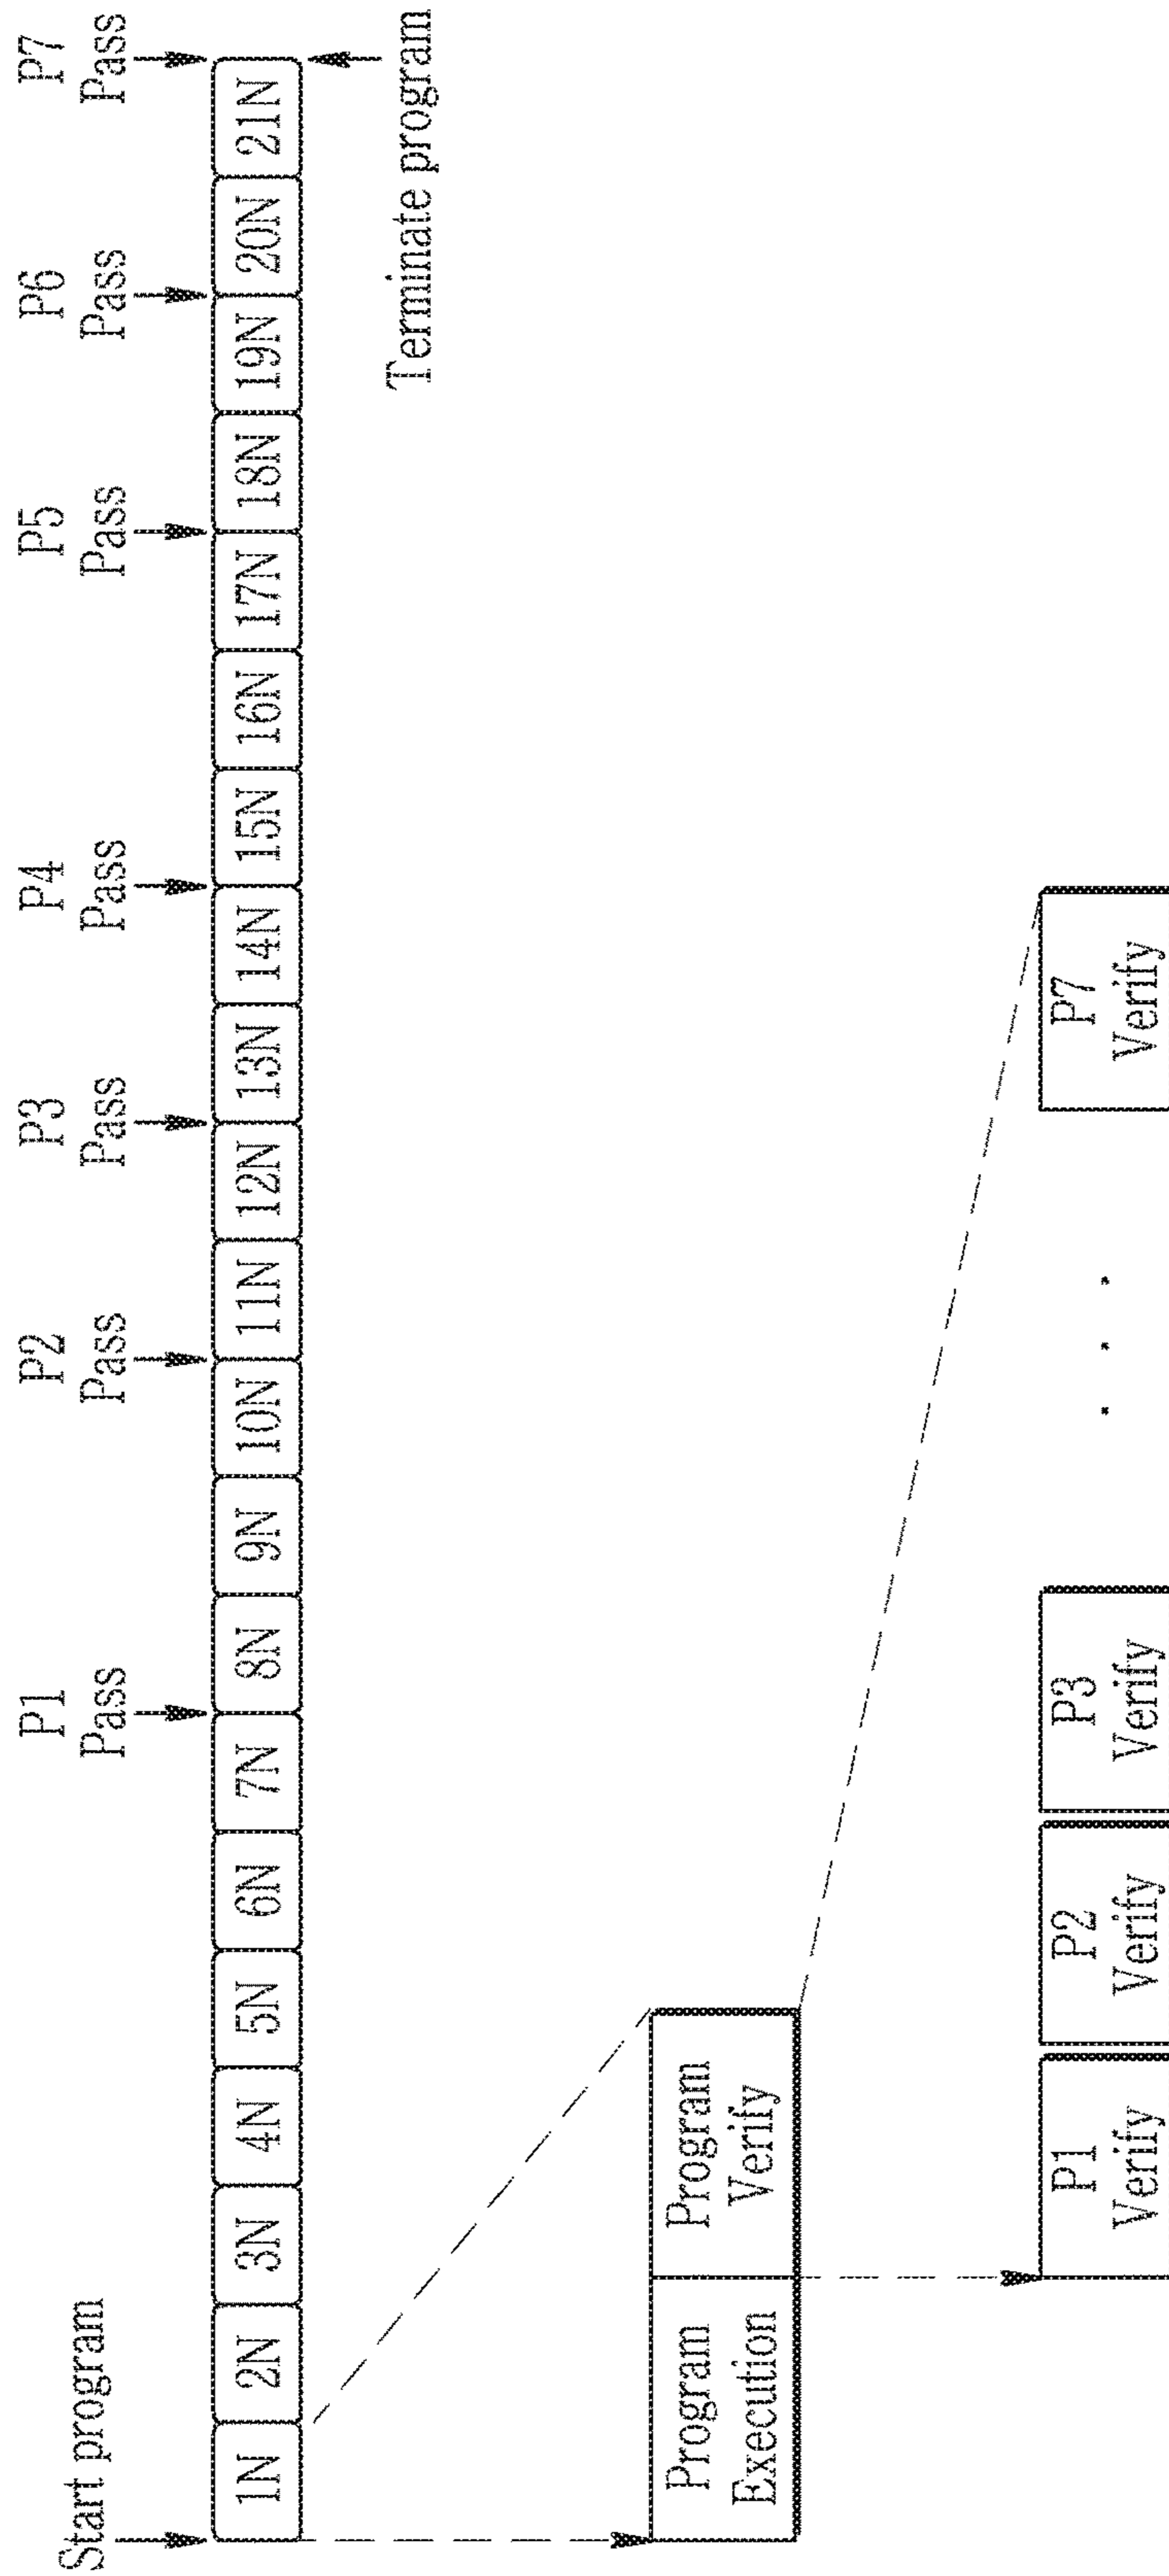 Start program
P1
Pass
P2
Pass
P3
Pass
P4
Pass
P5
Pass
P6
Pass
P7
Pass
1N 2N 3N 4N 5N 6N 7N 8N 9N 10N 11N 12N 13N 14N 15N 16N 17N 18N 19N 20N 21N
Terminate program
Program
Execution
Program
Verify
P1
Verify
P2
Verify
P3
Verify
. . .
P7
Verify